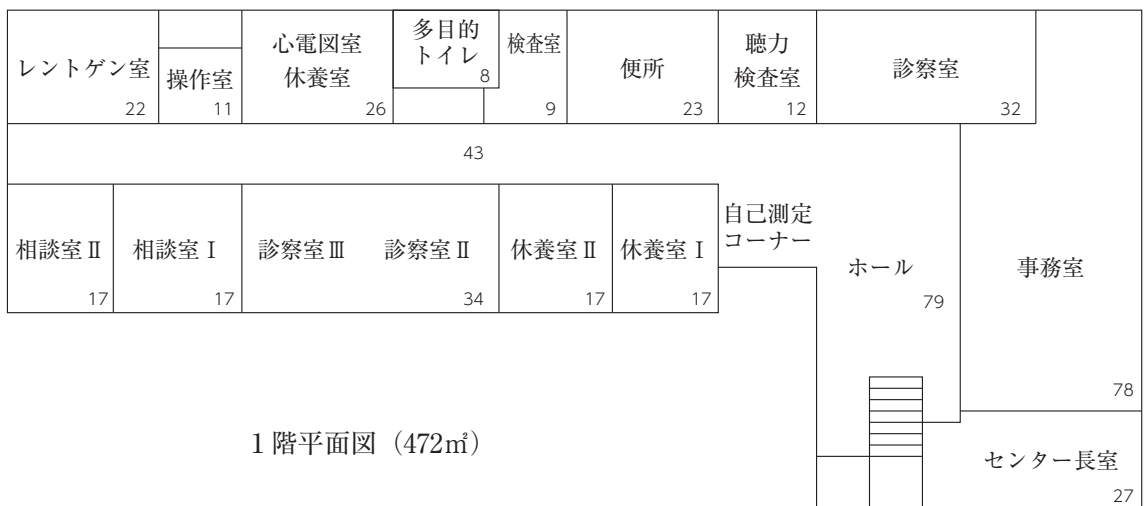 レントゲン室
22
操作室
11
心電図室
休養室
26
多目的
トイレ
8
検査室
9
便所
23
聴力
検査室
12
診察室
32
43
相談室Ⅱ
17
相談室Ⅰ
17
診察室Ⅲ 診察室Ⅱ
34
休養室Ⅱ
17
休養室Ⅰ
17
自己測定
コーナー
ホール
79
事務室
78
センター長室
27
1階平面図（472㎡）